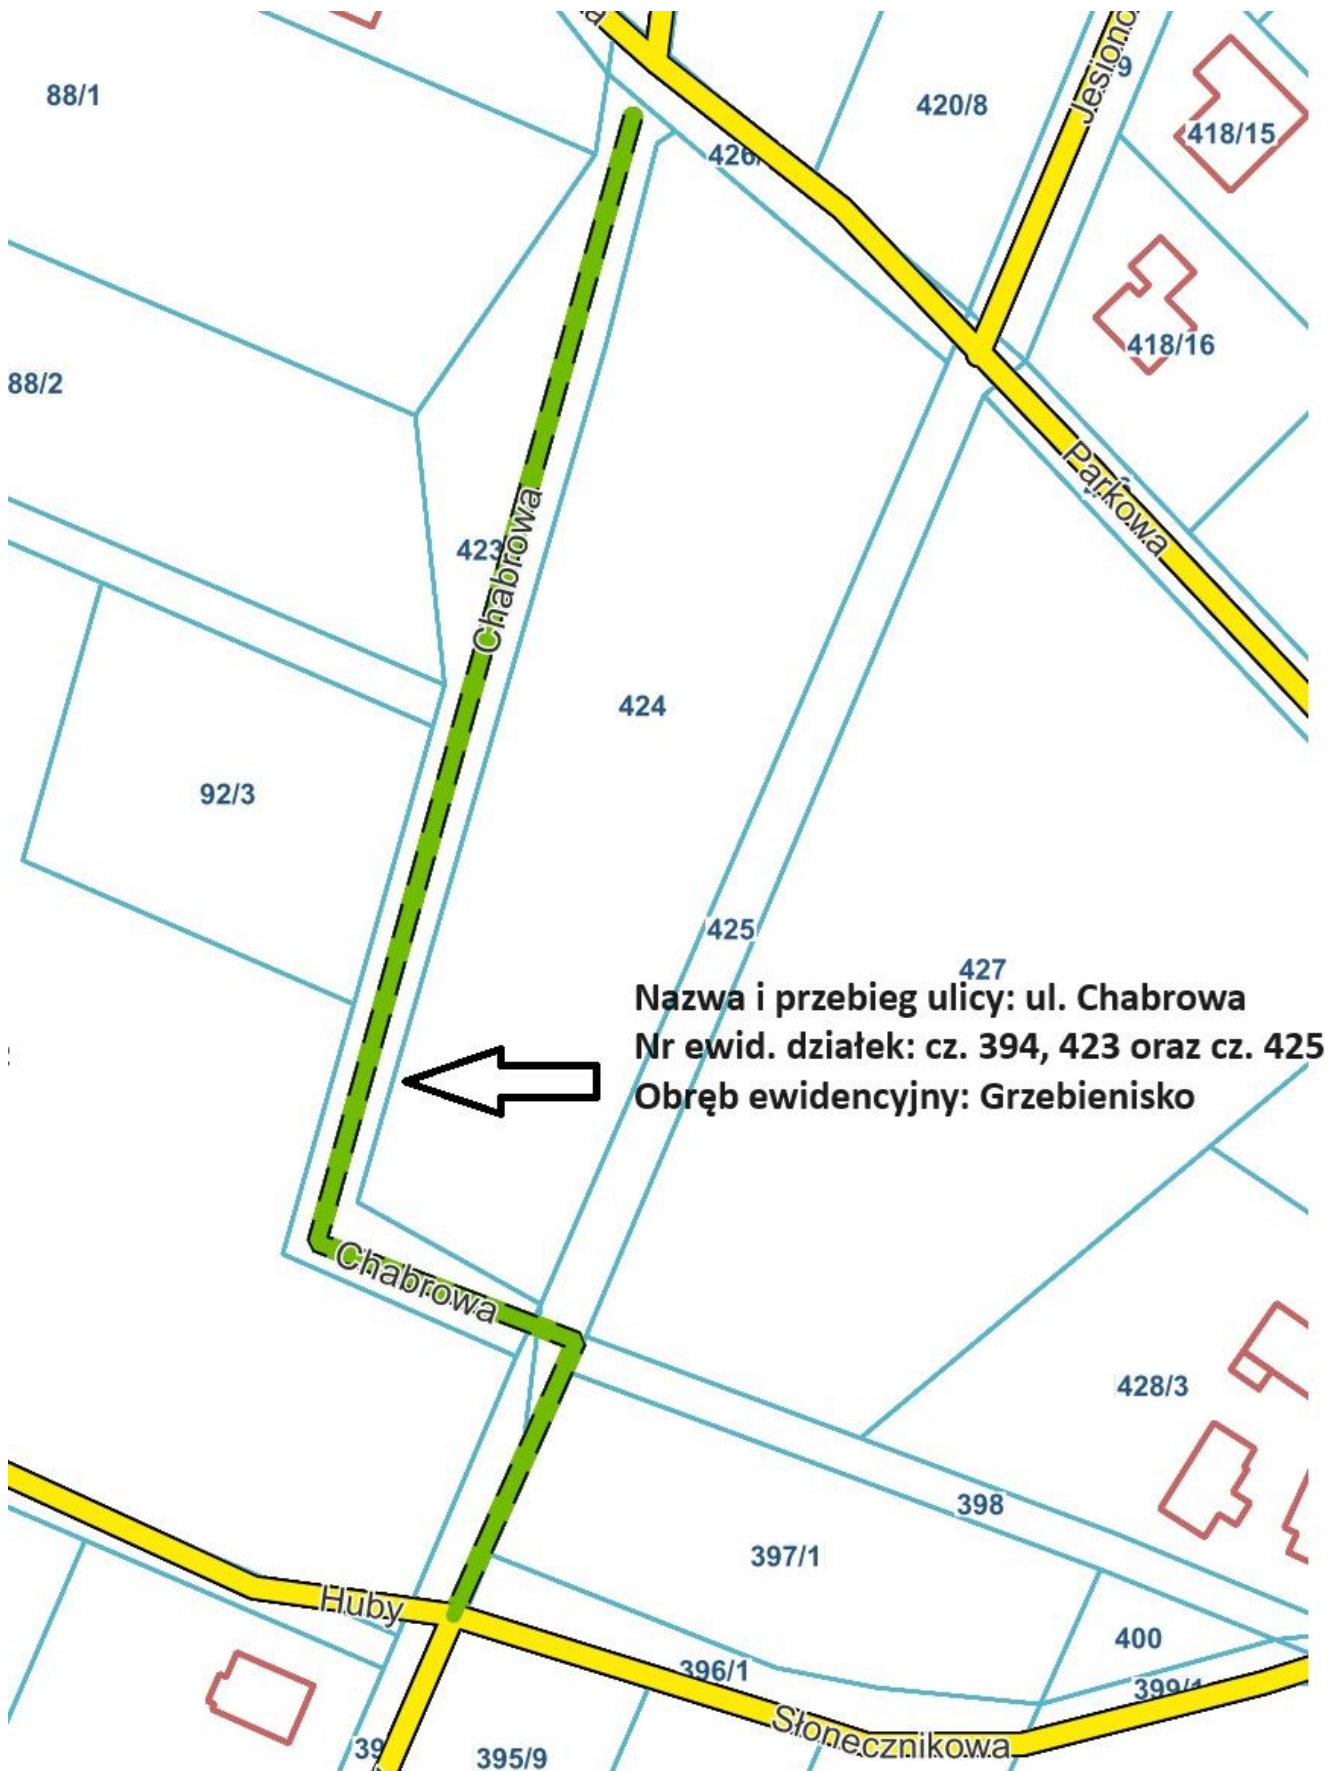 88/1
420/8
9
Jesiono
418/15
426/
418/16
88/2
Parkowa
423
Chabrowa
424
92/3
425
427
Nazwa i przebieg ulicy: ul. Chabrowa
Nr ewid. działek: cz. 394, 423 oraz cz. 425
Obręb ewidencyjny: Grzebienisko
Chabrowa
428/3
398
397/1
Huby
400
396/1
399/1
Słonecznikowa
39
395/9